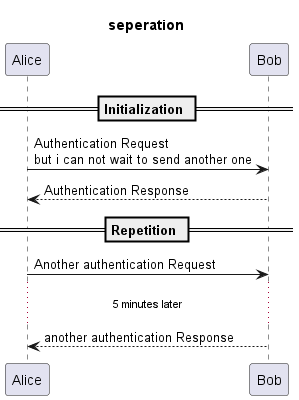 seperation
Alice Bob
Initialization
Authentication Request
but i can not wait to send another one
Authentication Response
Repetition
Another authentication Request
5 minutes later
another authentication Response
Alice Bob